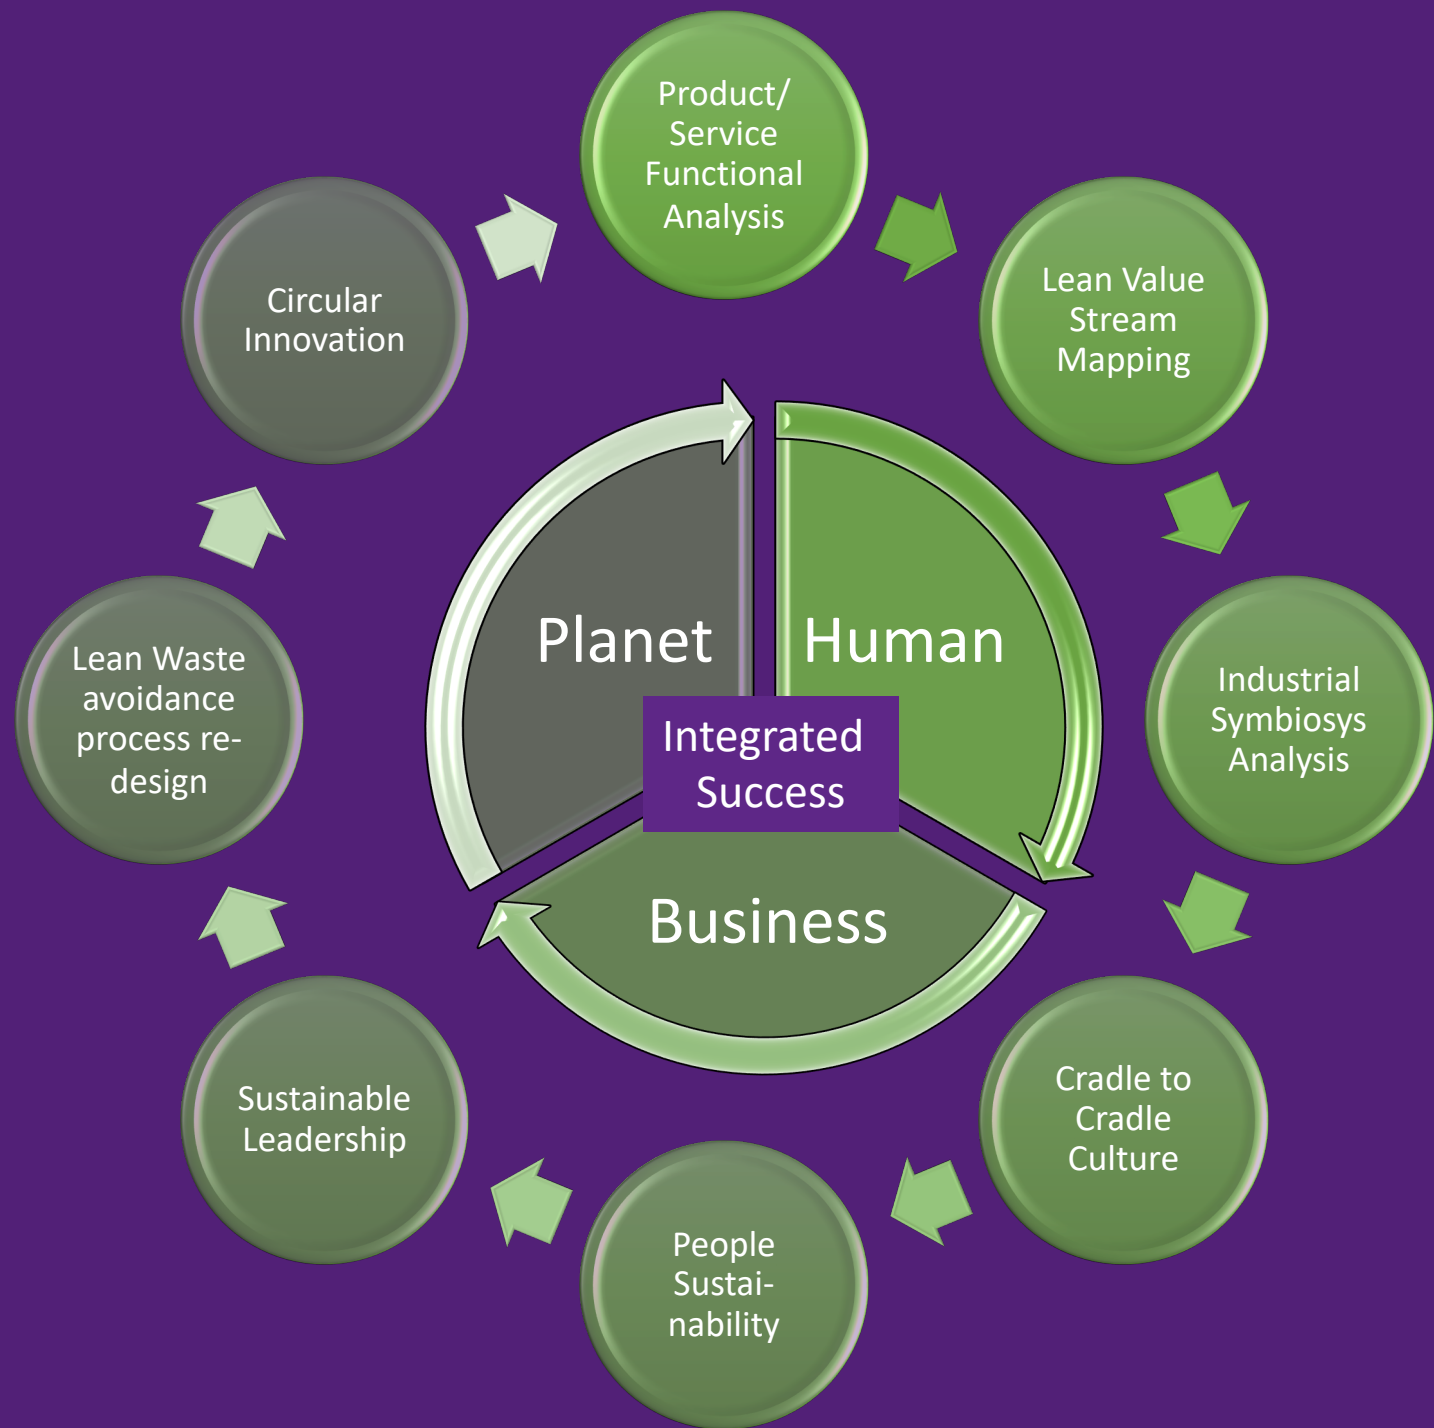 Product/
Service
Functional
Analysis
Lean Value
Stream
Mapping
Industrial
Symbiosys
Analysis
Cradle to
Cradle
Culture
People
Sustai-
nability
Sustainable
Leadership
Lean Waste
avoidance
process re-
design
Circular
Innovation
Planet
Human
Integrated
Success
Business